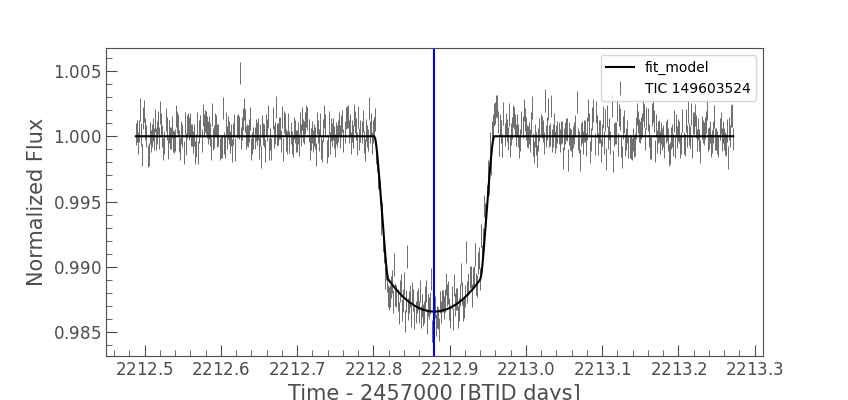 1.005
1.000
0.995
0.990
0.985
Normalized Flux
fit_model
TIC 149603524
2212.5 2212.6 2212.7 2212.8 2212.9 2213.0 2213.1 2213.2 2213.3
Time - 2457000 [BTJD days]